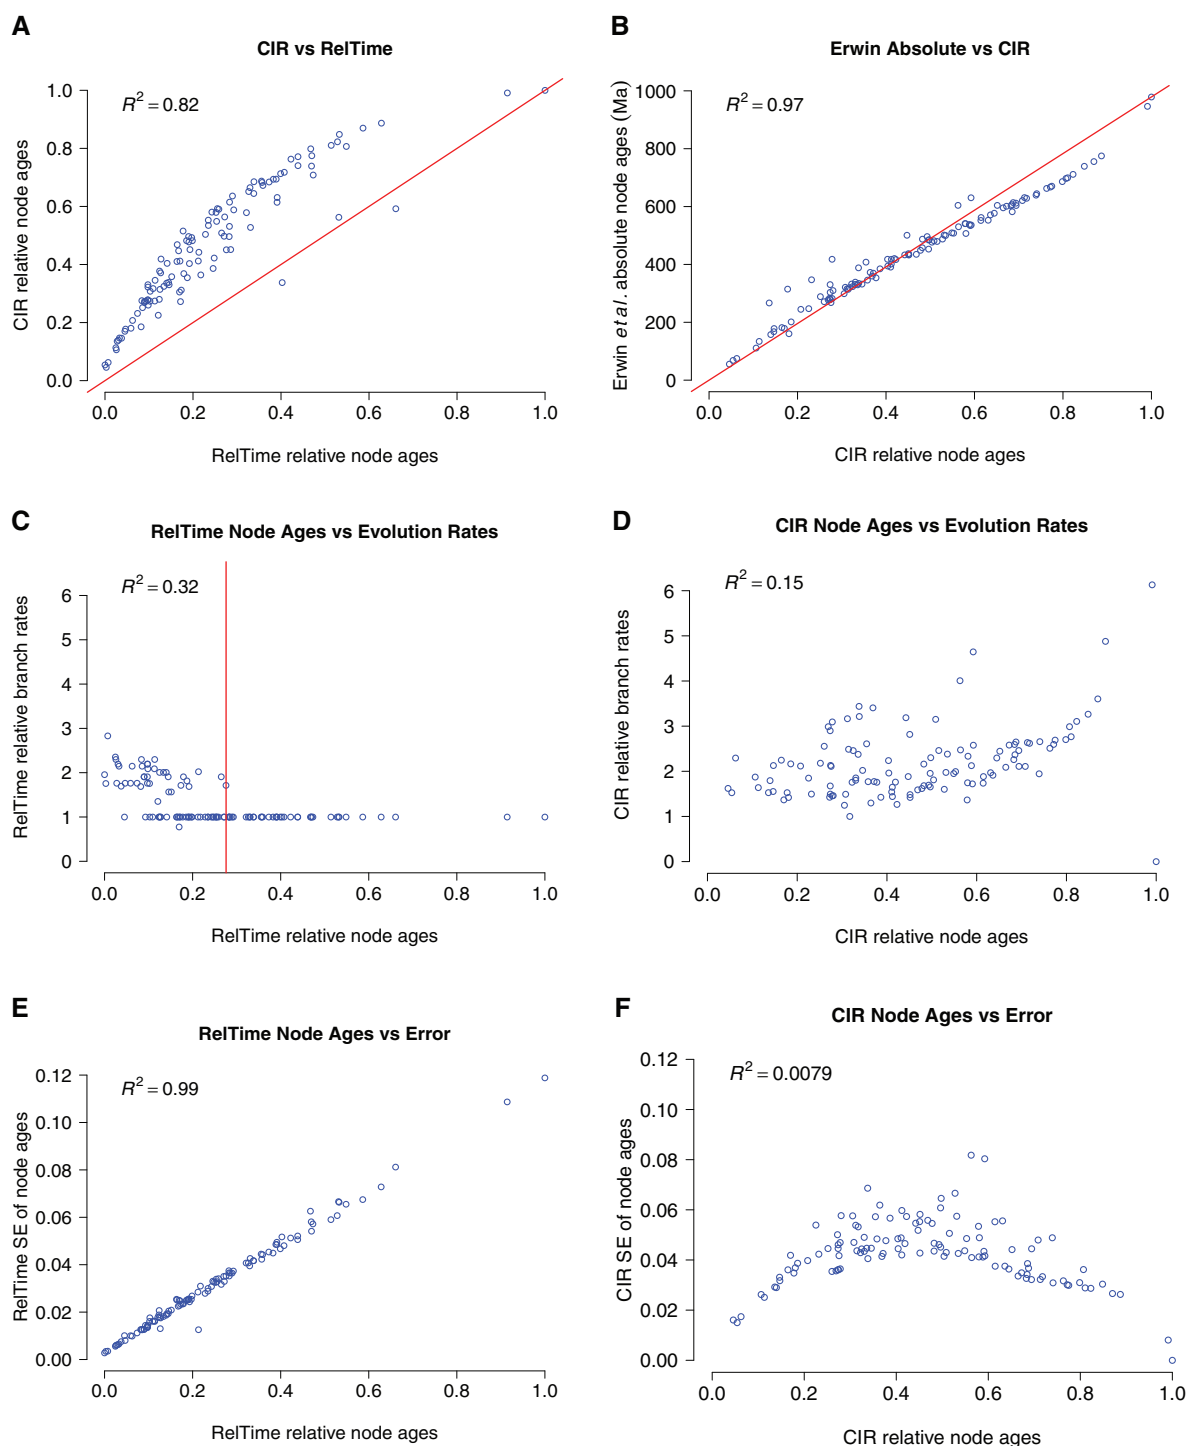 A
CIR vs RelTime
R² = 0.82
CIR relative node ages
1.0
0.8
0.6
0.4
0.2
0.0
0.0 0.2 0.4 0.6 0.8 1.0
RelTime relative node ages
B
Erwin Absolute vs CIR
R² = 0.97
Erwin et al. absolute node ages (Ma)
1000
800
600
400
200
0
0.0 0.2 0.4 0.6 0.8 1.0
CIR relative node ages
C
RelTime Node Ages vs Evolution Rates
R² = 0.32
RelTime relative branch rates
6
5
4
3
2
1
0
0.0 0.2 0.4 0.6 0.8 1.0
RelTime relative node ages
D
CIR Node Ages vs Evolution Rates
R² = 0.15
CIR relative branch rates
6
5
4
3
2
1
0
0.0 0.2 0.4 0.6 0.8 1.0
CIR relative node ages
E
RelTime Node Ages vs Error
R² = 0.99
RelTime SE of node ages
0.12
0.10
0.08
0.06
0.04
0.02
0.00
0.0 0.2 0.4 0.6 0.8 1.0
RelTime relative node ages
F
CIR Node Ages vs Error
R² = 0.0079
CIR SE of node ages
0.12
0.10
0.08
0.06
0.04
0.02
0.00
0.0 0.2 0.4 0.6 0.8 1.0
CIR relative node ages